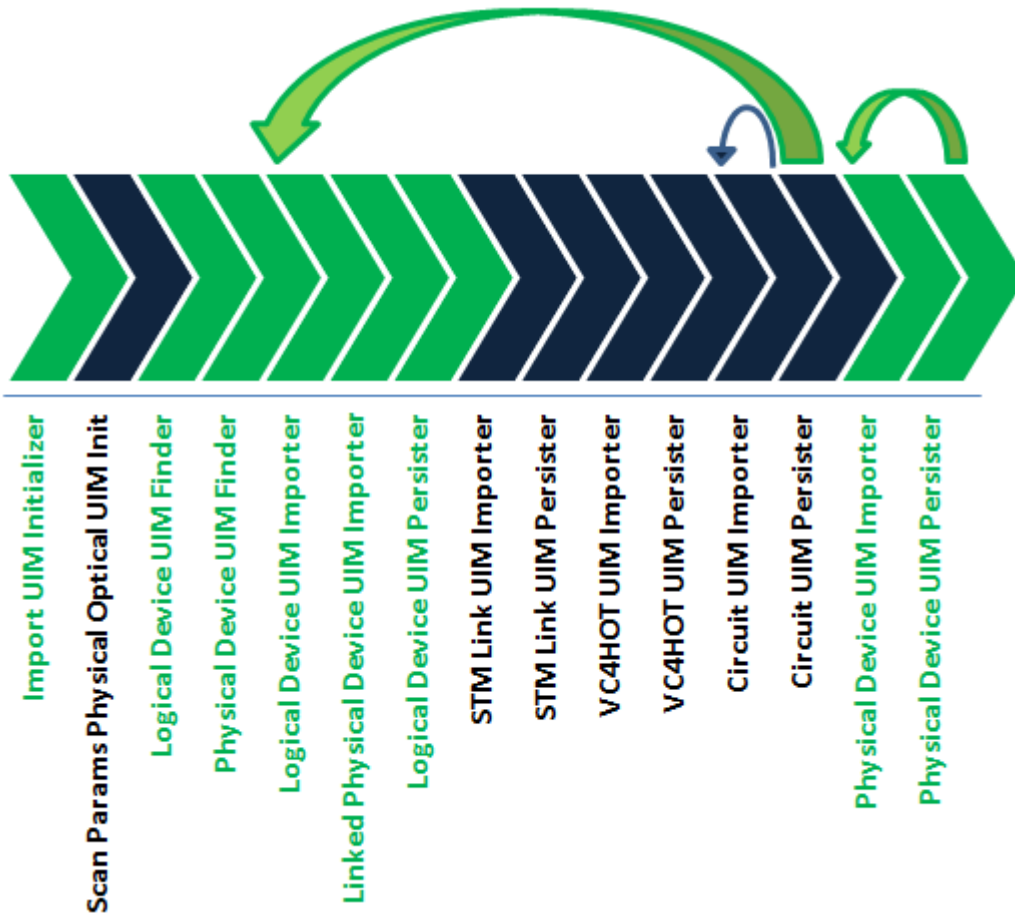 Import UIM Initializer
Scan Params Physical Optical UIM Init
Logical Device UIM Finder
Physical Device UIM Finder
Logical Device UIM Importer
Linked Physical Device UIM Importer
Logical Device UIM Persister
STM Link UIM Importer
STM Link UIM Persister
VC4HOT UIM Importer
VC4HOT UIM Persister
Circuit UIM Importer
Circuit UIM Persister
Physical Device UIM Importer
Physical Device UIM Persister